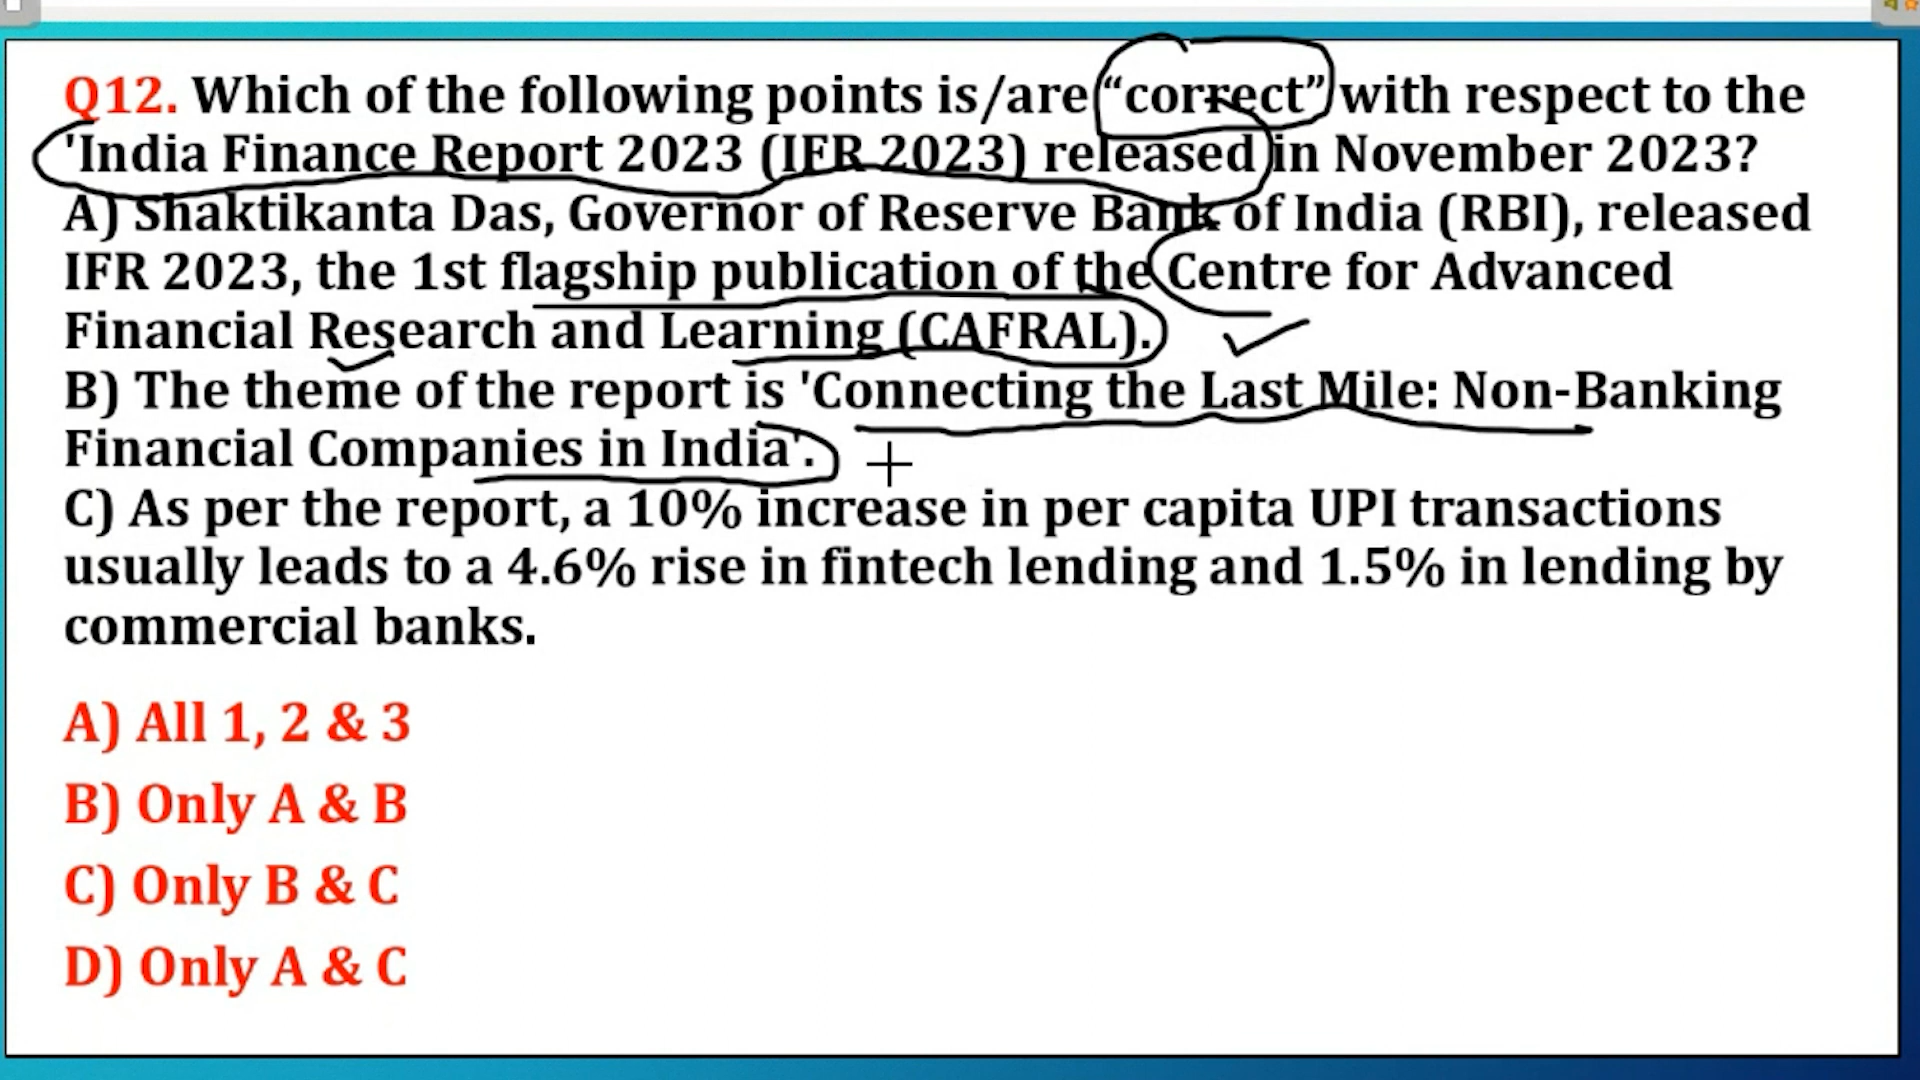 Q12. Which of the following points is/are “correct” with respect to the
'India Finance Report 2023 (IFR 2023) released in November 2023?
A) Shaktikanta Das, Governor of Reserve Bank of India (RBI), released
IFR 2023, the 1st flagship publication of the Centre for Advanced
Financial Research and Learning (CAFRAL).
B) The theme of the report is 'Connecting the Last Mile: Non-Banking
Financial Companies in India'.
C) As per the report, a 10% increase in per capita UPI transactions
usually leads to a 4.6% rise in fintech lending and 1.5% in lending by
commercial banks.
A) All 1, 2 & 3
B) Only A & B
C) Only B & C
D) Only A & C